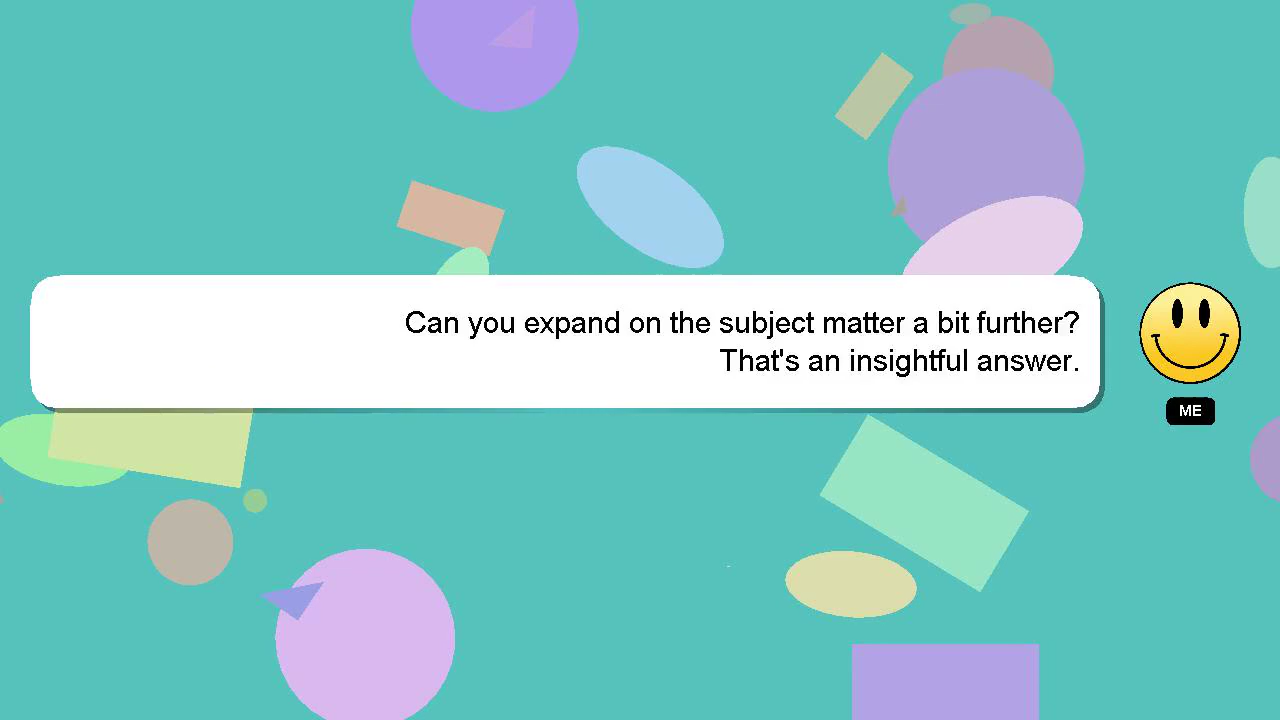 Can you expand on the subject matter a bit further?
That's an insightful answer.
ME